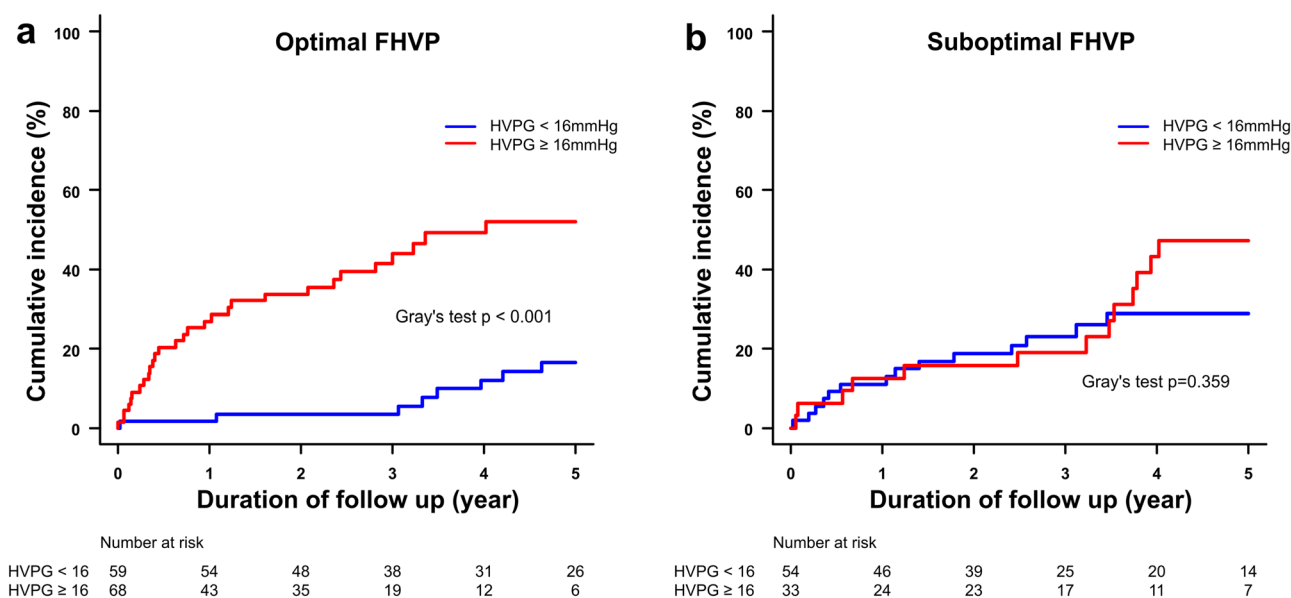 a
Optimal FHVP
Cumulative incidence (%)
100
80
60
40
20
0
HVPG < 16mmHg
HVPG ≥ 16mmHg
Gray's test p < 0.001
0 1 2 3 4 5
Duration of follow up (year)
Number at risk
HVPG < 16 59 54 48 38 31 26
HVPG ≥ 16 68 43 35 19 12 6
b
Suboptimal FHVP
Cumulative incidence (%)
100
80
60
40
20
0
HVPG < 16mmHg
HVPG ≥ 16mmHg
Gray's test p=0.359
0 1 2 3 4 5
Duration of follow up (year)
Number at risk
HVPG < 16 54 46 39 25 20 14
HVPG ≥ 16 33 24 23 17 11 7